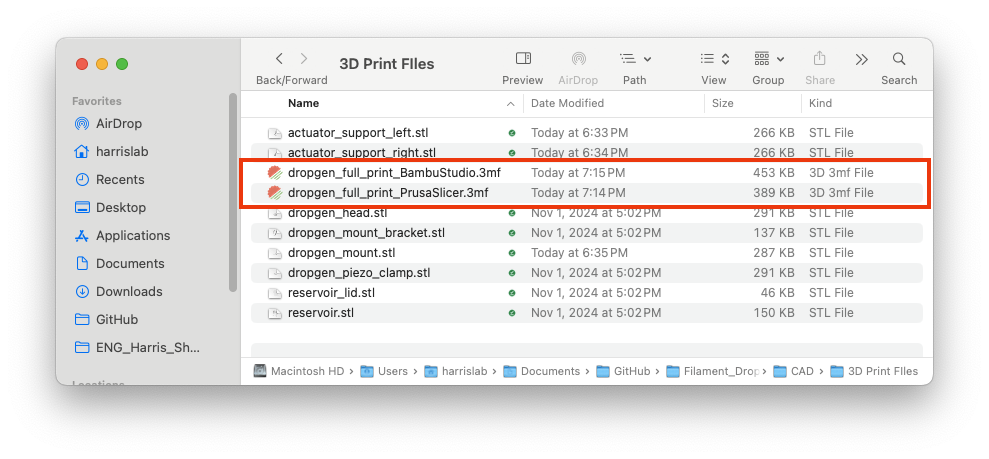 3D Print FIles
Back/Forward
Preview
AirDrop
Path
View
Group
Share
Search
Favorites
AirDrop
harrislab
Recents
Desktop
Applications
Documents
Downloads
GitHub
ENG_Harris_Sh...
Locations
Name Date Modified Size Kind
actuator_support_left.stl Today at 6:33 PM 266 KB STL File
actuator_support_right.stl Today at 6:34 PM 266 KB STL File
dropgen_full_print_BambuStudio.3mf Today at 7:15 PM 453 KB 3D 3mf File
dropgen_full_print_PrusaSlicer.3mf Today at 7:14 PM 389 KB 3D 3mf File
dropgen_head.stl Nov 1, 2024 at 5:02 PM 291 KB STL File
dropgen_mount_bracket.stl Nov 1, 2024 at 5:02 PM 137 KB STL File
dropgen_mount.stl Today at 6:35 PM 287 KB STL File
dropgen_piezo_clamp.stl Nov 1, 2024 at 5:02 PM 291 KB STL File
reservoir_lid.stl Nov 1, 2024 at 5:02 PM 46 KB STL File
reservoir.stl Nov 1, 2024 at 5:02 PM 150 KB STL File
Macintosh HD › Users › harrislab › Documents › GitHub › Filament_Drop › CAD › 3D Print FIles